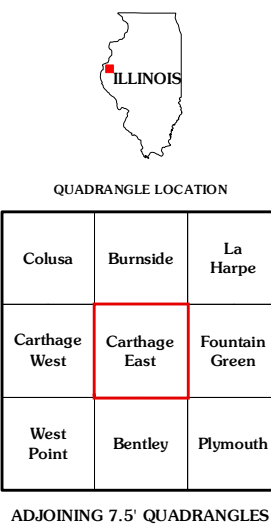 ILLINOIS
QUADRANGLE LOCATION
Colusa
Burnside
La
Harpe
Carthage
West
Carthage
East
Fountain
Green
West
Point
Bentley
Plymouth
ADJOINING 7.5' QUADRANGLES